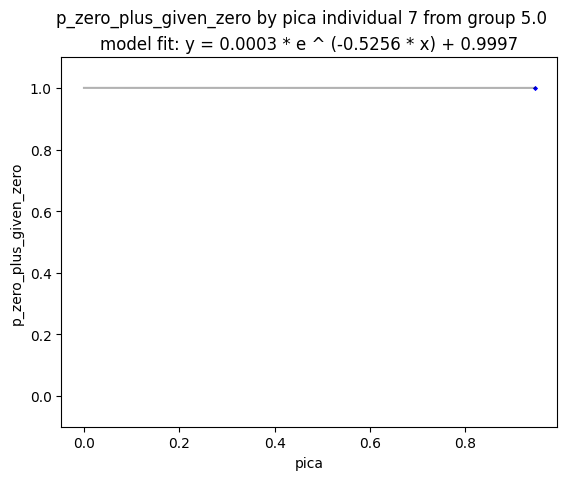 p_zero_plus_given_zero by pica individual 7 from group 5.0
model fit: y = 0.0003 * e ^ (-0.5256 * x) + 0.9997
1.0
0.8
0.6
0.4
0.2
0.0
p_zero_plus_given_zero
0.0 0.2 0.4 0.6 0.8
pica